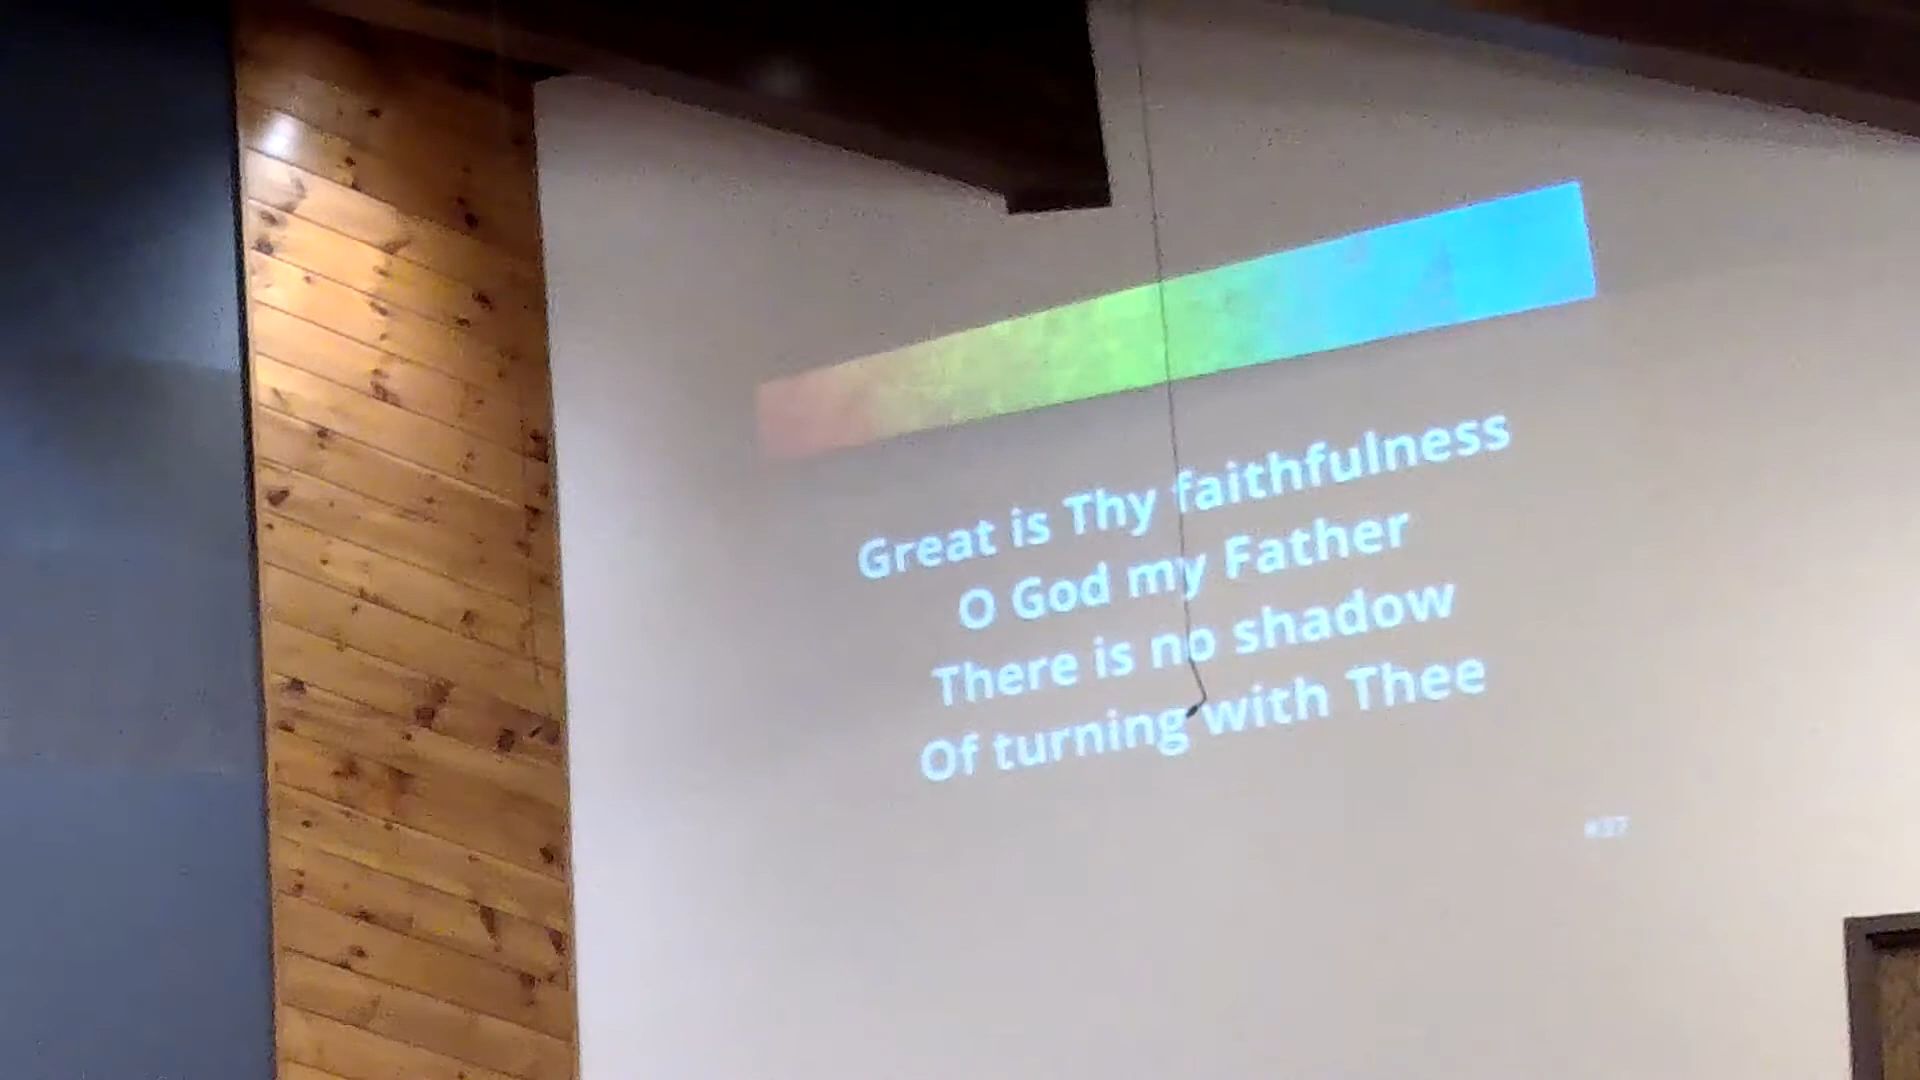 Great is Thy faithfulness
O God my Father
There is no shadow
Of turning with Thee